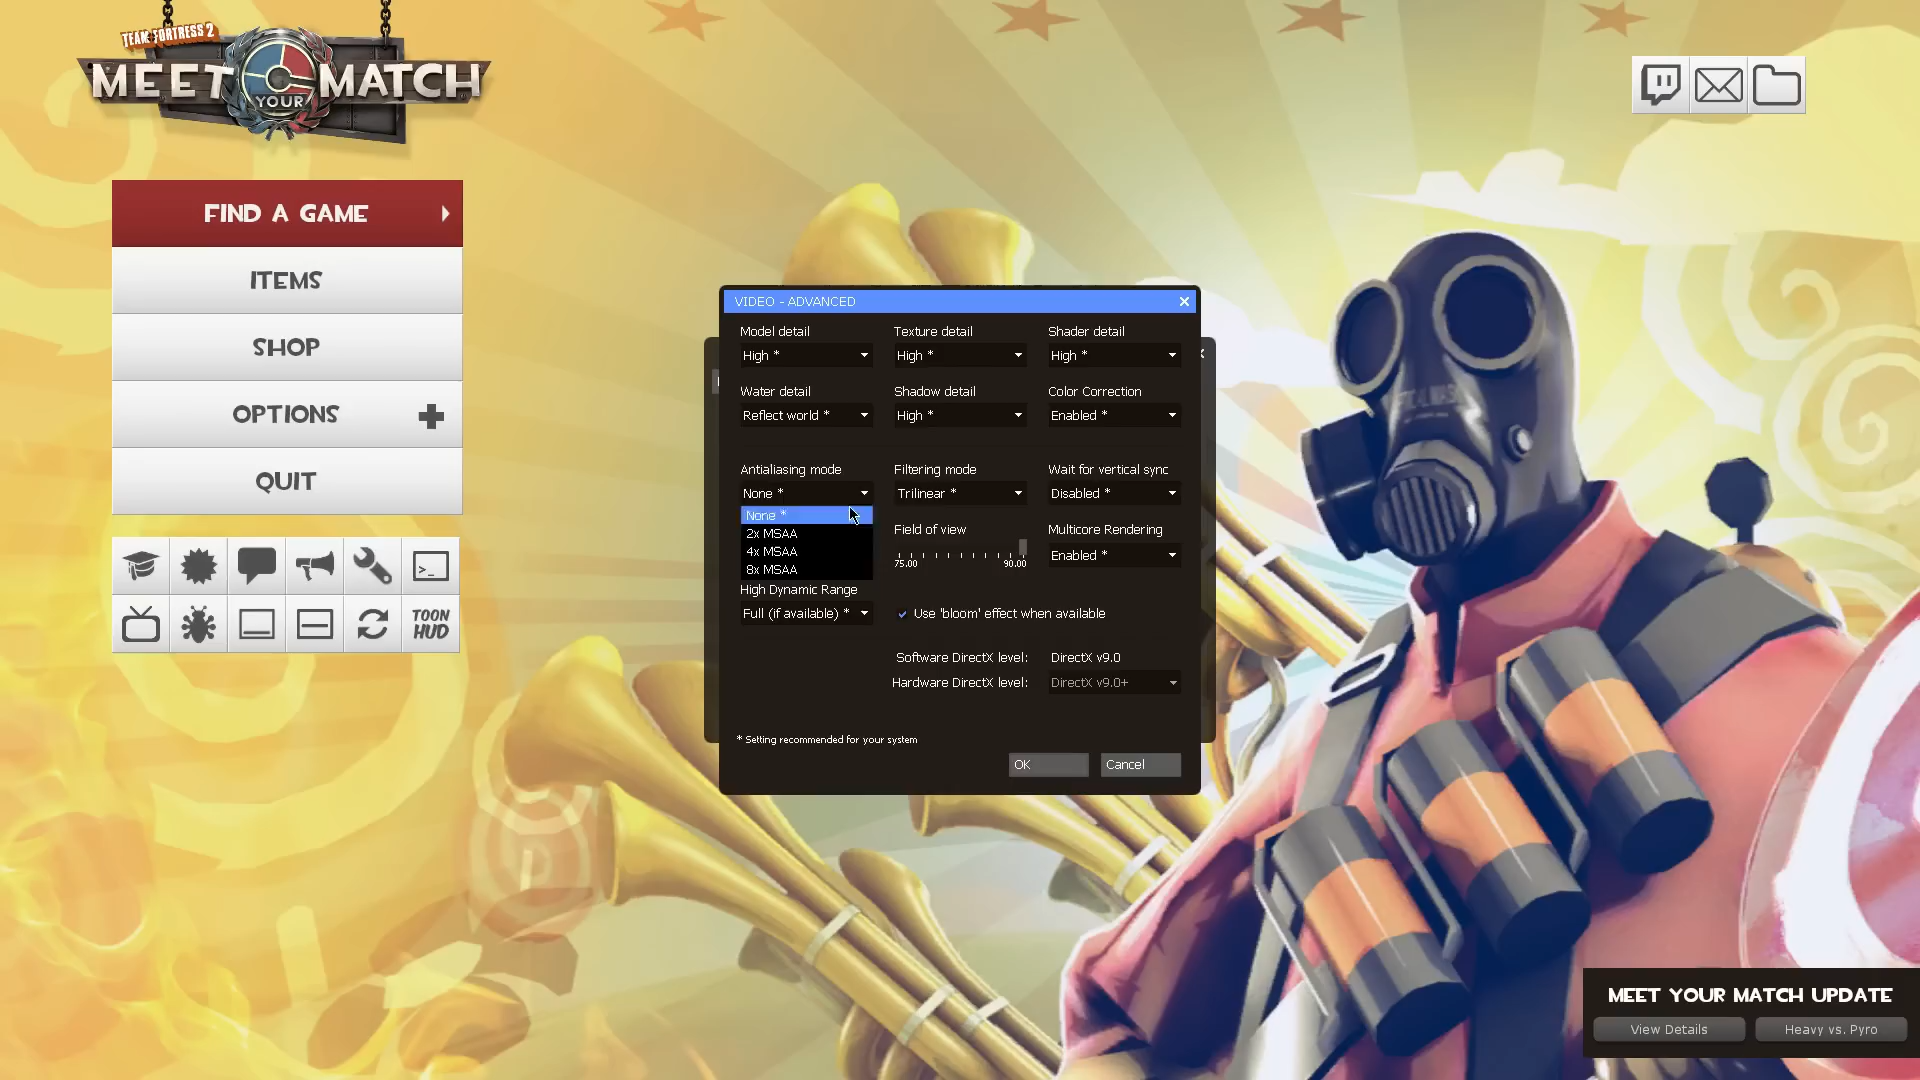 TEAM FORTRESS 2
MEET YOUR MATCH
FIND A GAME
ITEMS
SHOP
OPTIONS
QUIT
>_
TOON
HUD
VIDEO - ADVANCED
Model detail
Texture detail
Shader detail
High *
High *
High *
Water detail
Shadow detail
Color Correction
Reflect world *
High *
Enabled *
Antialiasing mode
Filtering mode
Wait for vertical sync
None *
Trilinear *
Disabled *
None *
2x MSAA
4x MSAA
8x MSAA
Field of view
75.00 90.00
Multicore Rendering
Enabled *
High Dynamic Range
Full (if available) *
Use 'bloom' effect when available
Software DirectX level: DirectX v9.0
Hardware DirectX level: DirectX v9.0+
* Setting recommended for your system
OK
Cancel
MEET YOUR MATCH UPDATE
View Details
Heavy vs. Pyro